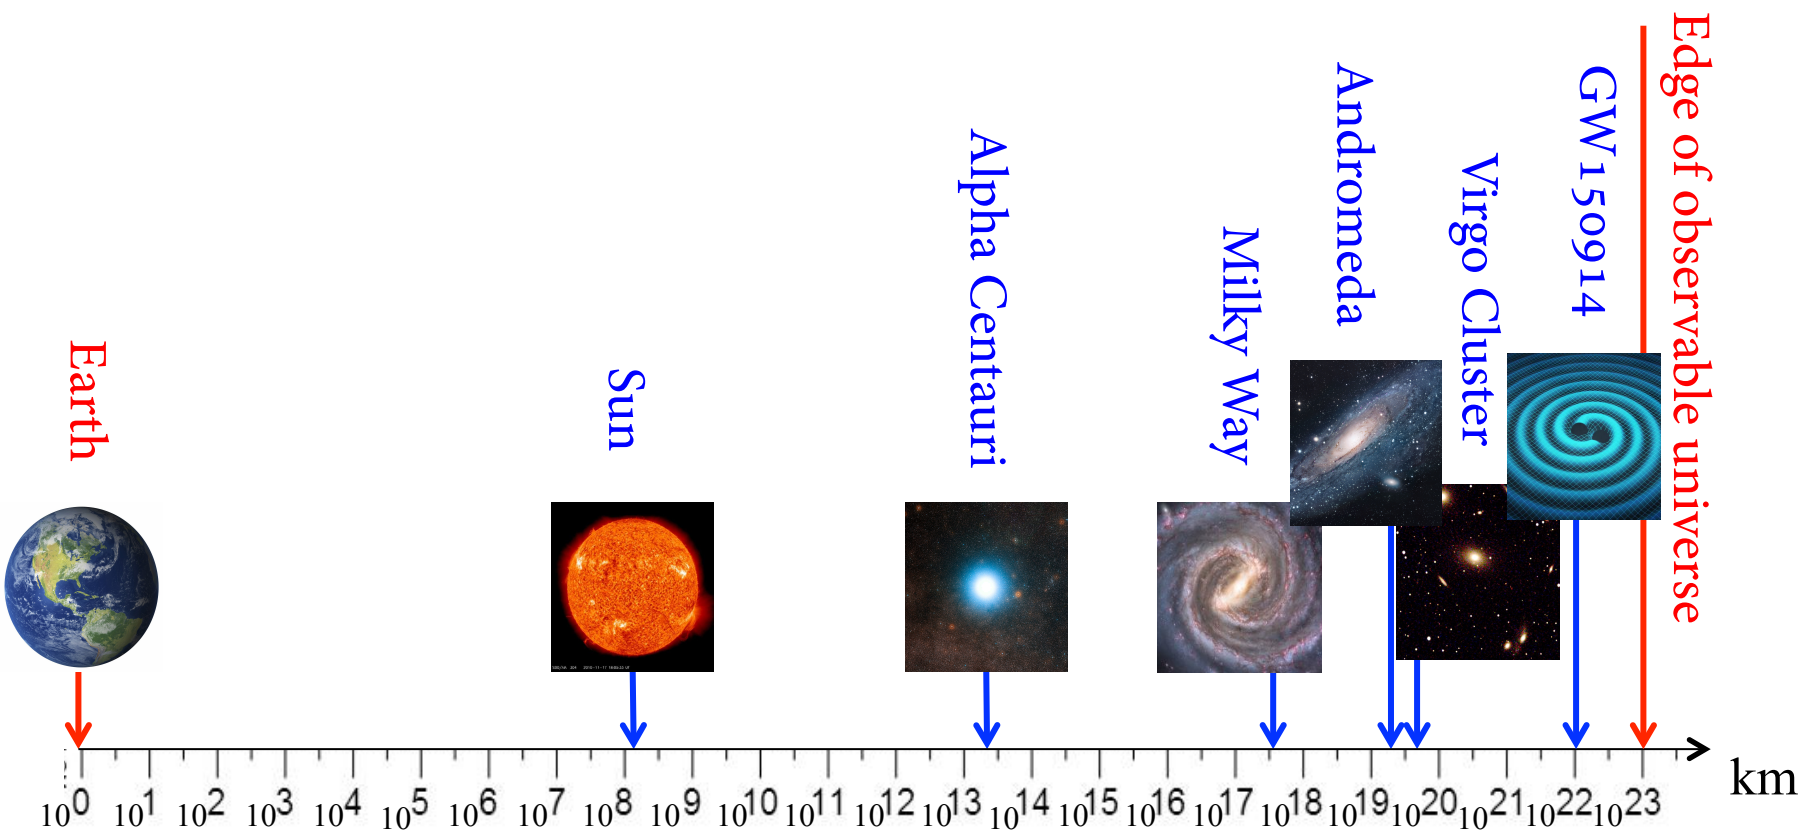 Earth
Sun
Alpha Centauri
Milky Way
Andromeda
Virgo Cluster
GW150914
Edge of observable universe
10^0 10^1 10^2 10^3 10^4 10^5 10^6 10^7 10^8 10^9 10^10 10^11 10^12 10^13 10^14 10^15 10^16 10^17 10^18 10^19 10^20 10^21 10^22 10^23
km